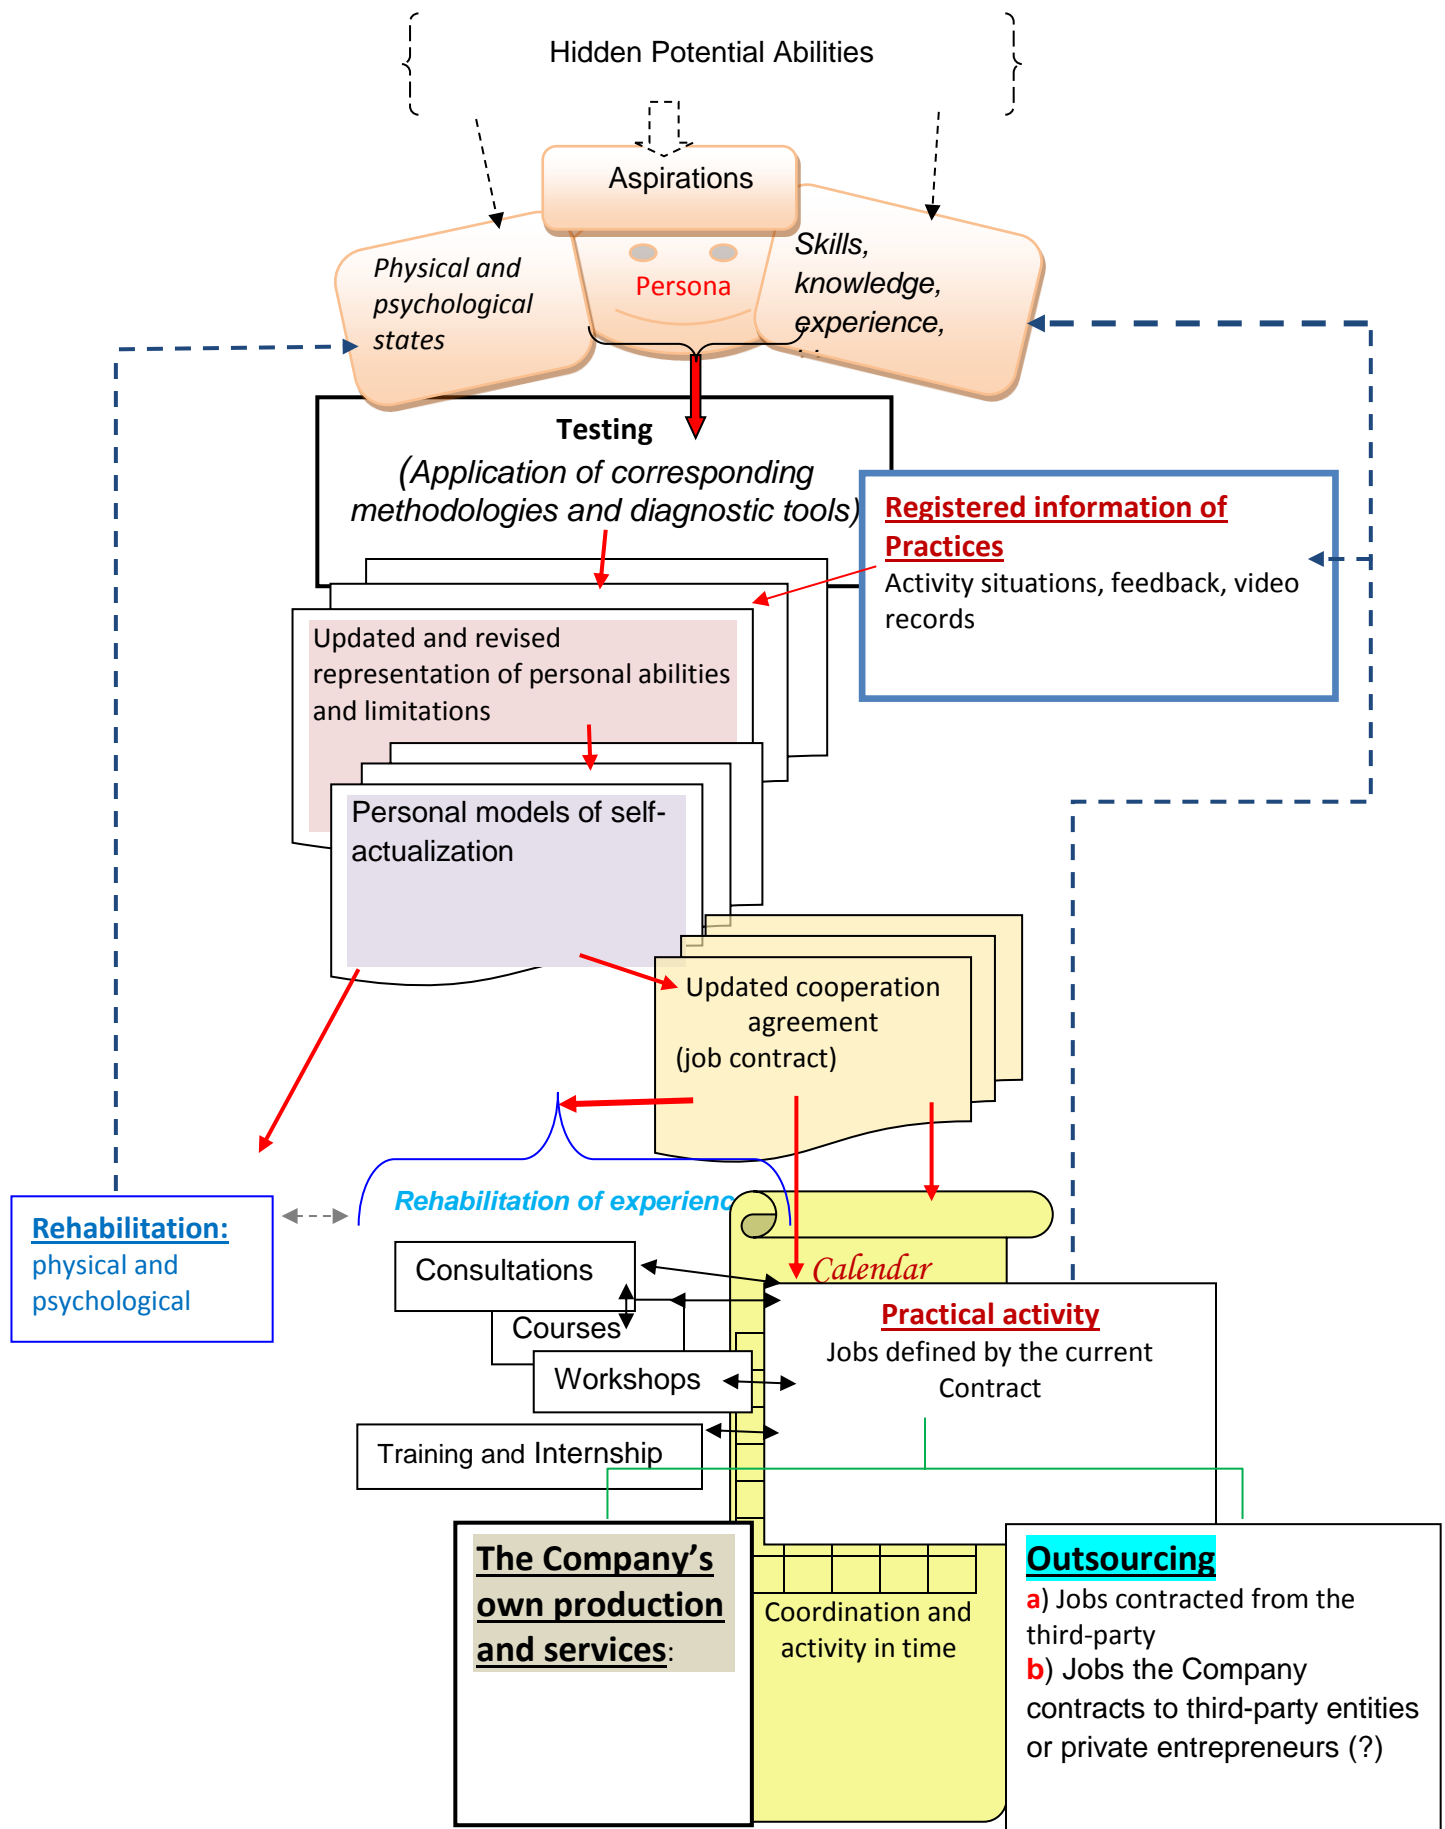 Hidden Potential Abilities
Aspirations
Physical and
psychological
states
Persona
Skills,
knowledge,
experience,
Testing
(Application of corresponding
methodologies and diagnostic tools)
Registered information of
Practices
Activity situations, feedback, video
records
Updated and revised
representation of personal abilities
and limitations
Personal models of self-
actualization
Updated cooperation
agreement
(job contract)
Rehabilitation of experienc
Rehabilitation:
physical and
psychological
Calendar
Consultations
Courses
Workshops
Training and Internship
Practical activity
Jobs defined by the current
Contract
The Company’s
own production
and services:
Coordination and
activity in time
Outsourcing
a) Jobs contracted from the
third-party
b) Jobs the Company
contracts to third-party entities
or private entrepreneurs (?)